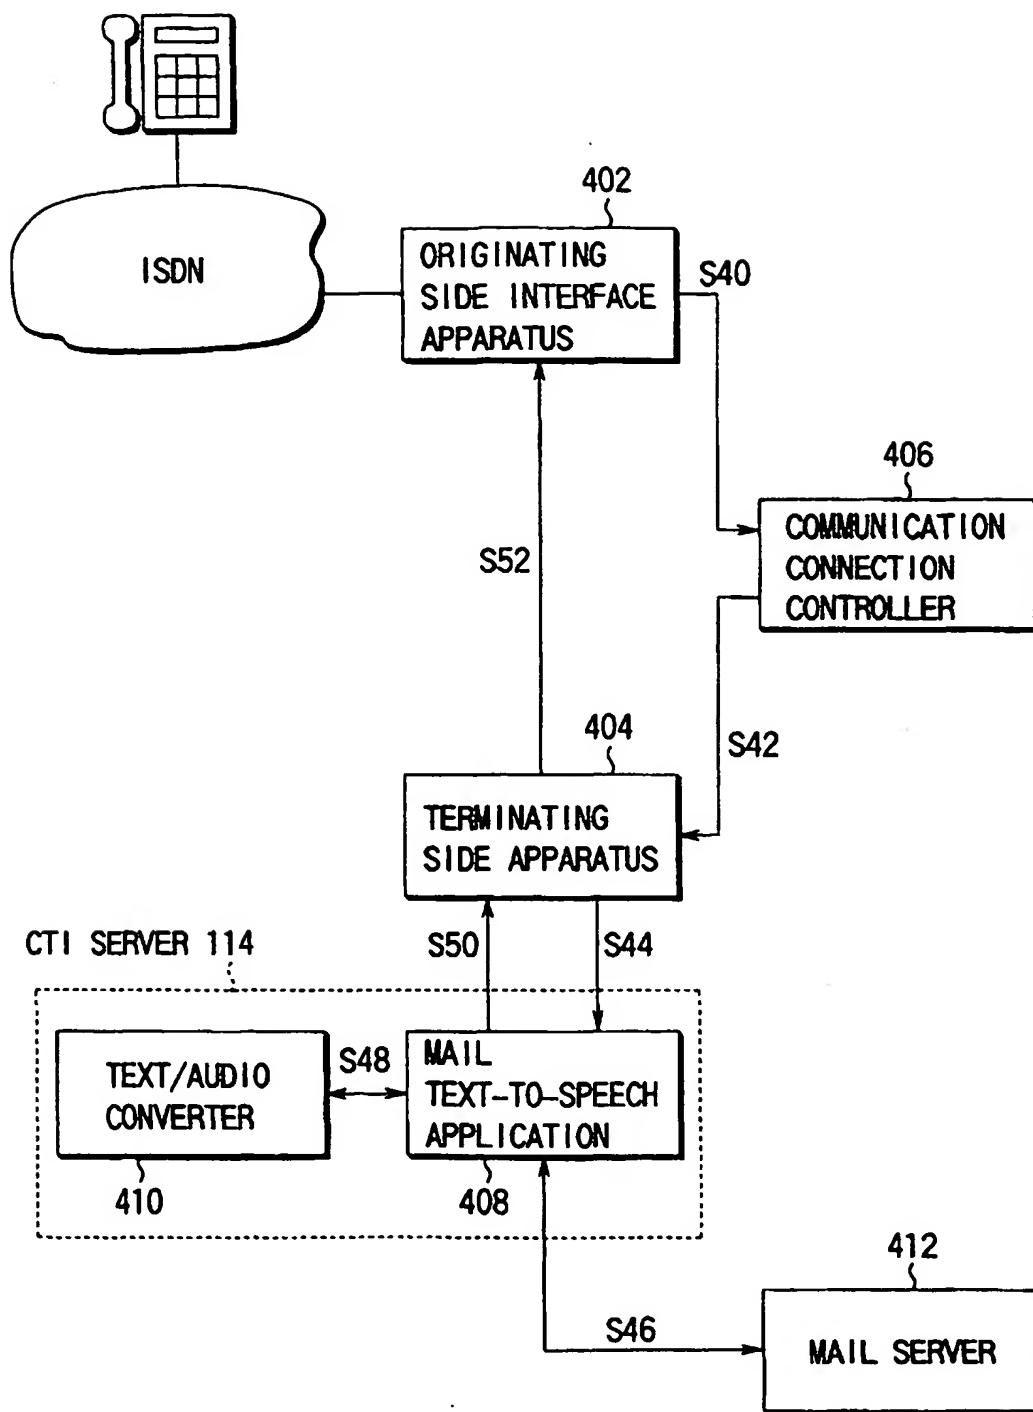 402
ISDN
ORIGINATING
SIDE INTERFACE
APPARATUS
S40
406
COMMUNICATION
CONNECTION
CONTROLLER
S52
404
S42
TERMINATING
SIDE APPARATUS
CTI SERVER 114
S50
S44
TEXT/AUDIO
CONVERTER
S48
MAIL
TEXT-TO-SPEECH
APPLICATION
410
408
412
S46
MAIL SERVER